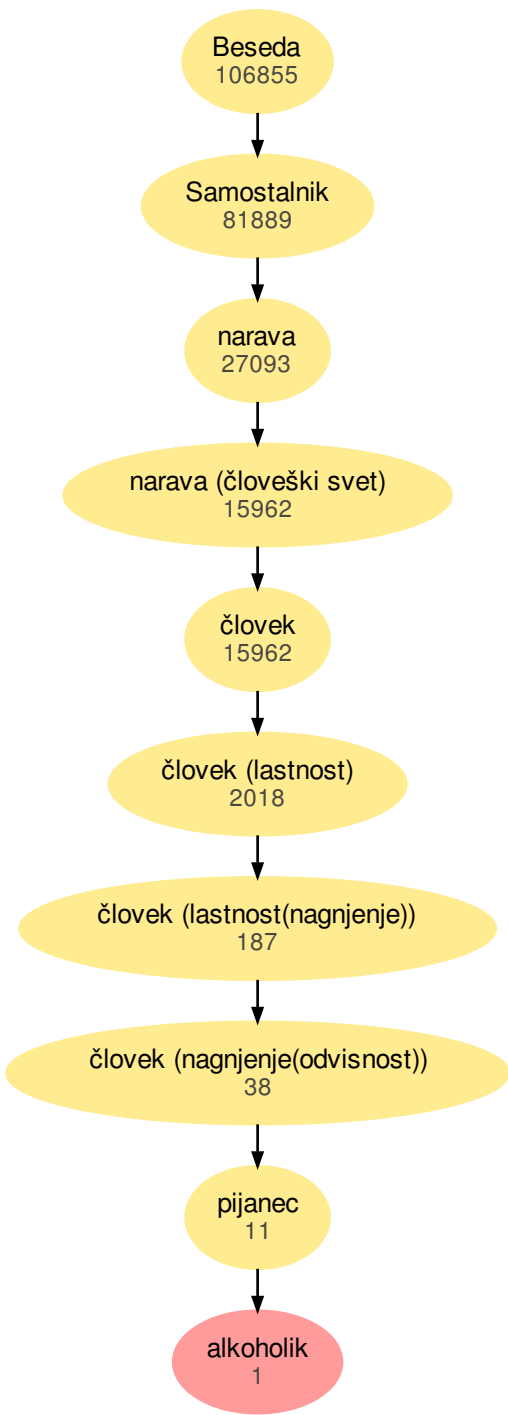 Beseda
106855
Samostalnik
81889
narava
27093
narava (človeški svet)
15962
človek
15962
človek (lastnost)
2018
človek (lastnost(nagnjenje))
187
človek (nagnjenje(odvisnost))
38
pijanec
11
alkoholik
1